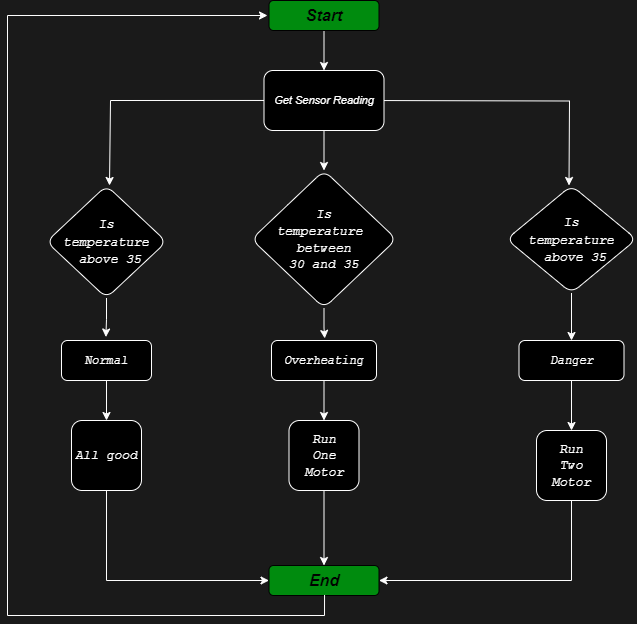 Start
Get Sensor Reading
Is
temperature
above 35
Is
temperature
between
30 and 35
Is
temperature
above 35
Normal
Overheating
Danger
All good
Run
One
Motor
Run
Two
Motor
End